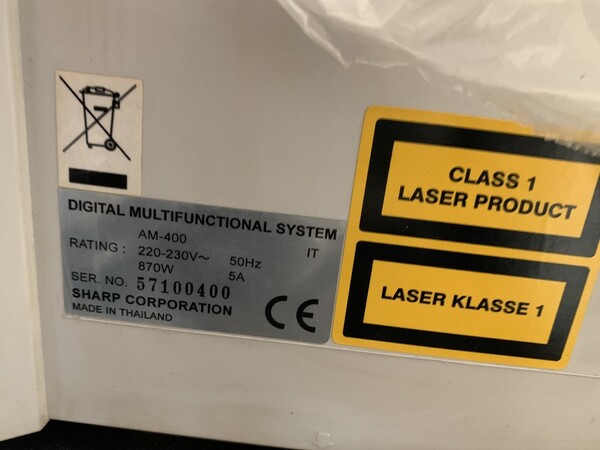 DIGITAL MULTIFUNCTIONAL SYSTEM
AM-400 IT
RATING : 220-230V~ 50Hz
870W 5A
SER. NO. 57100400
SHARP CORPORATION
MADE IN THAILAND
CE
CLASS 1
LASER PRODUCT
LASER KLASSE 1